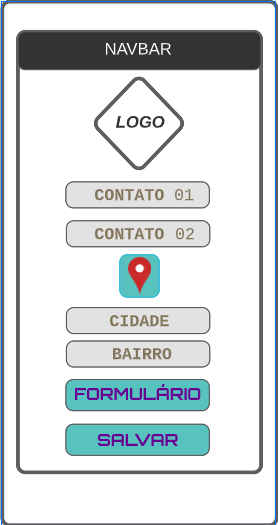 NAVBAR
LOGO
CONTATO 01
CONTATO 02
CIDADE
BAIRRO
FORMULÁRIO
SALVAR